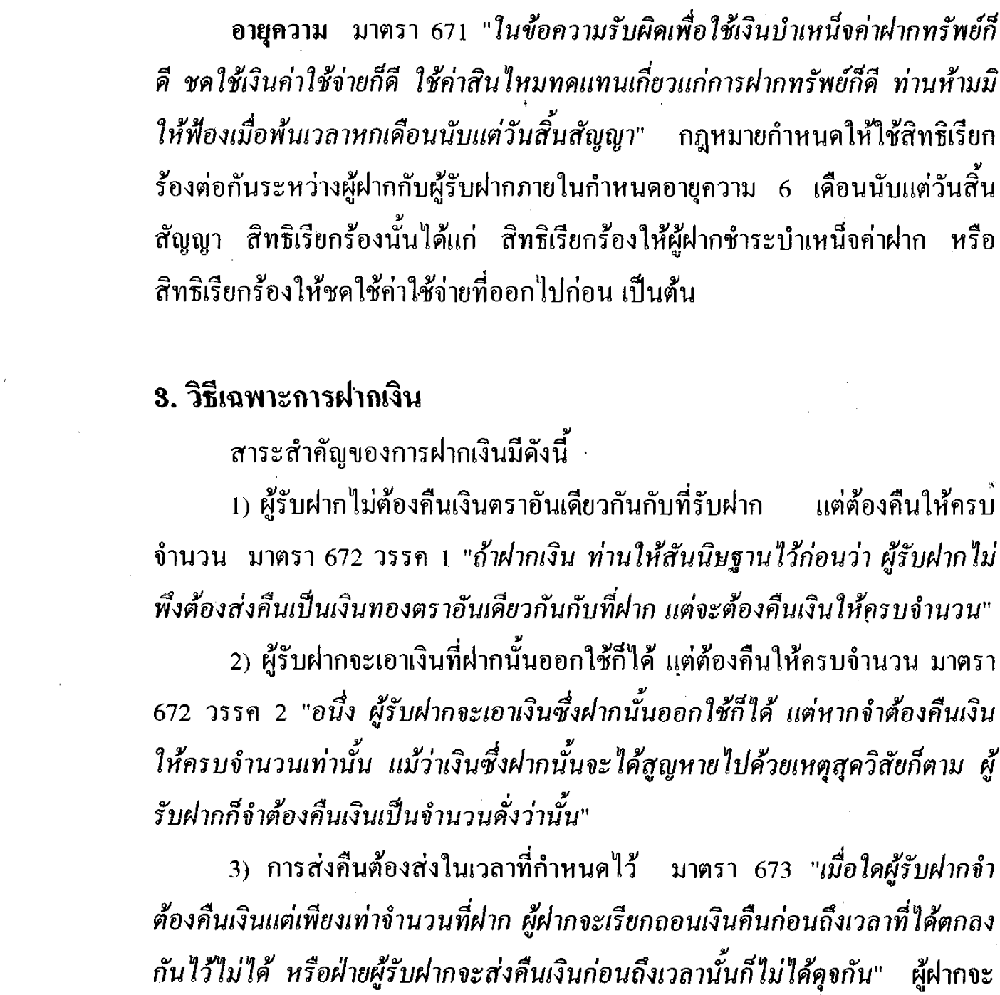 อายุความ มาตรา 671 "ในข้อความรับผิดเพื่อใช้เงินบำเหน็จค่าฝากทรัพย์ก็
ดี ชดใช้เงินค่าใช้จ่ายก็ดี ใช้ค่าสินไหมทดแทนเกี่ยวแก่การฝากทรัพย์ก็ดี ท่านห้ามมิ
ให้ฟ้องเมื่อพ้นเวลาหกเดือนนับแต่วันสิ้นสัญญา" กฎหมายกำหนดให้ใช้สิทธิเรียก
ร้องต่อกันระหว่างผู้ฝากกับผู้รับฝากภายในกำหนดอายุความ 6 เดือนนับแต่วันสิ้น
สัญญา สิทธิเรียกร้องนั้นได้แก่ สิทธิเรียกร้องให้ผู้ฝากชำระบำเหน็จค่าฝาก หรือ
สิทธิเรียกร้องให้ชดใช้ค่าใช้จ่ายที่ออกไปก่อน เป็นต้น
3. วิธีเฉพาะการฝากเงิน
สาระสำคัญของการฝากเงินมีดังนี้
1) ผู้รับฝากไม่ต้องคืนเงินตราอันเดียวกันกับที่รับฝาก แต่ต้องคืนให้ครบ
จำนวน มาตรา 672 วรรค 1 "ถ้าฝากเงิน ท่านให้สันนิษฐานไว้ก่อนว่า ผู้รับฝากไม่
พึงต้องส่งคืนเป็นเงินทองตราอันเดียวกันกับที่ฝาก แต่จะต้องคืนเงินให้ครบจำนวน"
2) ผู้รับฝากจะเอาเงินที่ฝากนั้นออกใช้ก็ได้ แต่ต้องคืนให้ครบจำนวน มาตรา
672 วรรค 2 "อนึ่ง ผู้รับฝากจะเอาเงินซึ่งฝากนั้นออกใช้ก็ได้ แต่หากจำต้องคืนเงิน
ให้ครบจำนวนเท่านั้น แม้ว่าเงินซึ่งฝากนั้นจะได้สูญหายไปด้วยเหตุสุดวิสัยก็ตาม ผู้
รับฝากก็จำต้องคืนเงินเป็นจำนวนดั่งว่านั้น"
3) การส่งคืนต้องส่งในเวลาที่กำหนดไว้ มาตรา 673 "เมื่อใดผู้รับฝากจำ
ต้องคืนเงินแต่เพียงเท่าจำนวนที่ฝาก ผู้ฝากจะเรียกถอนเงินคืนก่อนถึงเวลาที่ได้ตกลง
กันไว้ไม่ได้ หรือฝ่ายผู้รับฝากจะส่งคืนเงินก่อนถึงเวลานั้นก็ไม่ได้ดุจกัน" ผู้ฝากจะ